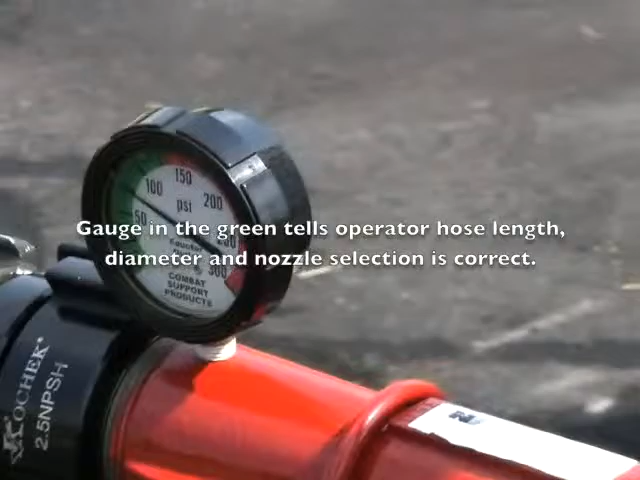 150
100
200
psi
50
300
COMBAT
SUPPORT
PRODUCTS
Gauge in the green tells operator hose length,
diameter and nozzle selection is correct.
KOCHEK
2.5NPSH